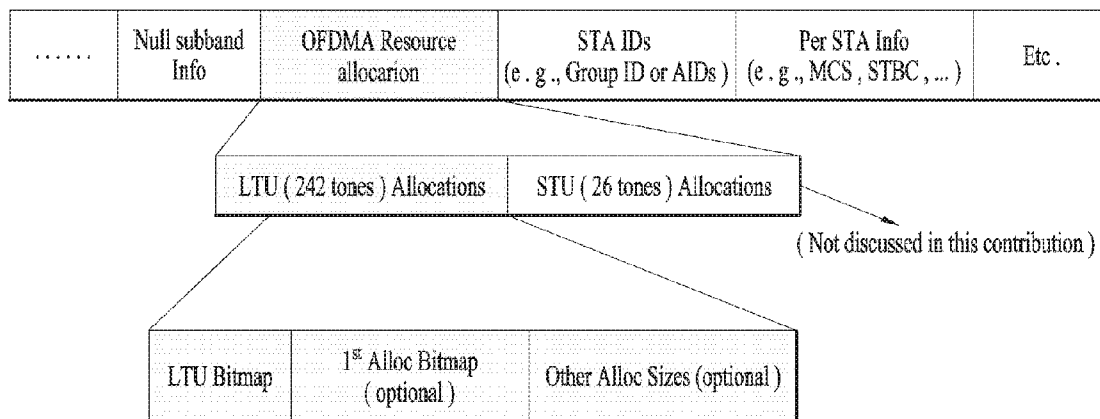 ......
Null subband
Info
OFDMA Resource
allocarion
STA IDs
(e . g ., Group ID or AIDs)
Per STA Info
(e . g ., MCS , STBC , ...)
Etc .
LTU ( 242 tones ) Allocations
STU ( 26 tones ) Allocations
( Not discussed in this contribution )
LTU Bitmap
1st Alloc Bitmap
( optional )
Other Alloc Sizes (optional )